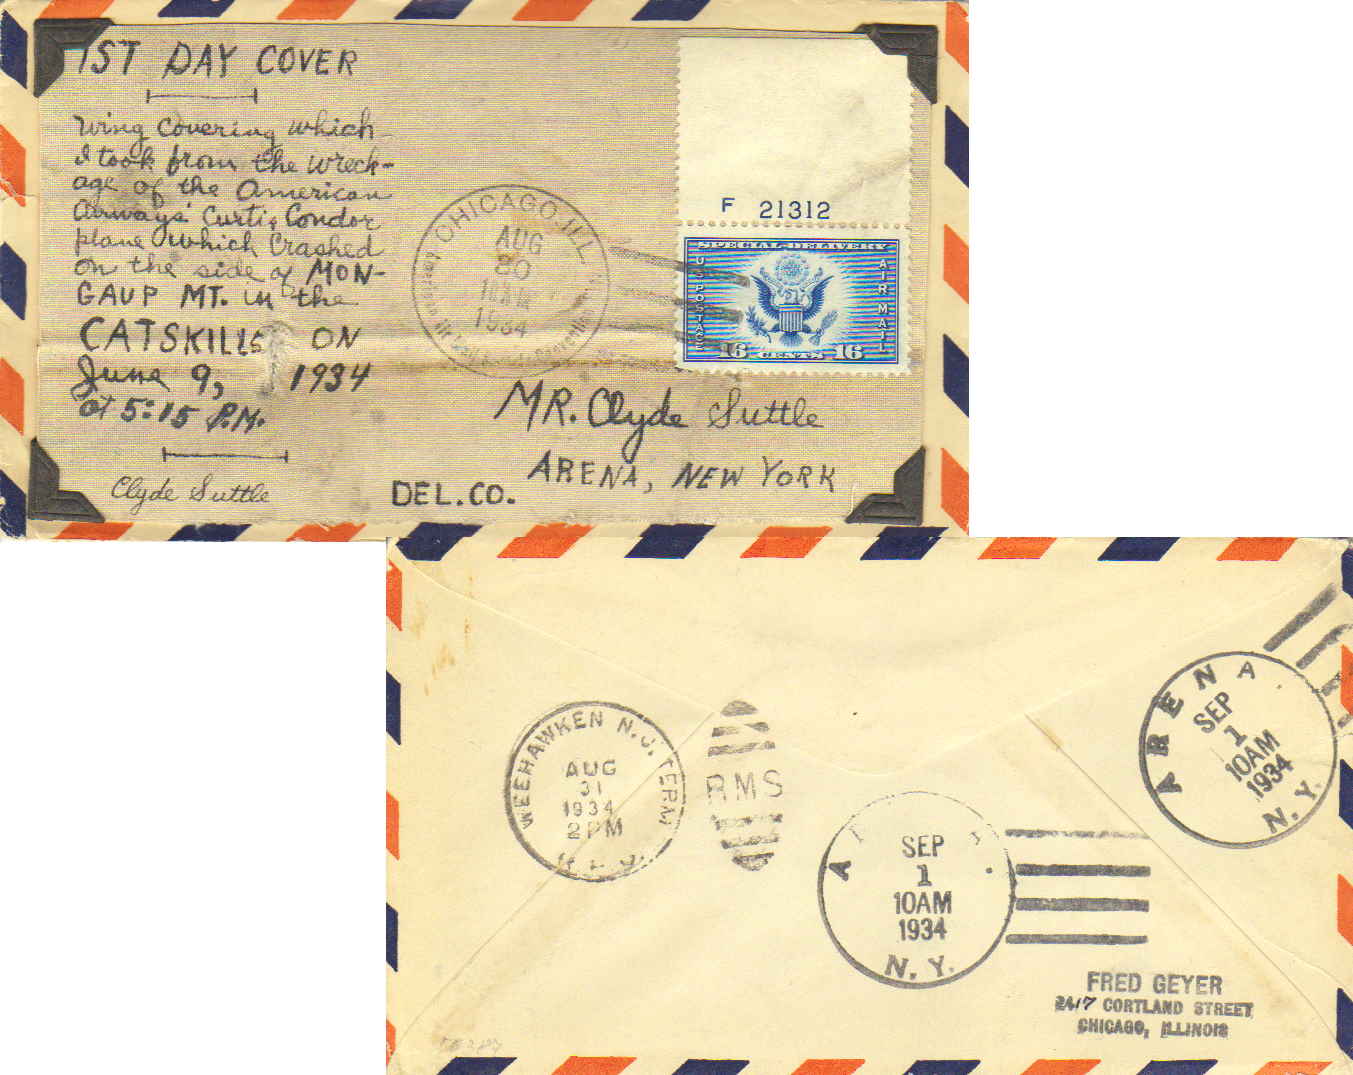 1ST DAY COVER
Wing Covering which
I took from the wreck-
age of the American
Airways' Curtis Condor
plane which Crashed
on the side of MON-
GAUP MT. in the
CATSKILLS ON
June 9, 1934
at 5:15 P.M.
Clyde Suttle
CHICAGO, ILL.
AUG
30
1934
F 21312
SPECIAL DELIVERY
U.S. POSTAGE
AIR MAIL
16 CENTS 16
MR. Clyde Suttle
ARENA, NEW YORK
DEL. CO.
WEEHAWKEN N.J. TERM
AUG
31
1934
2 PM
RMS
A
SEP
1
10AM
1934
N.Y.
ARENA
SEP
1
10AM
1934
N.Y.
FRED GEYER
2417 CORTLAND STREET
CHICAGO, ILLINOIS